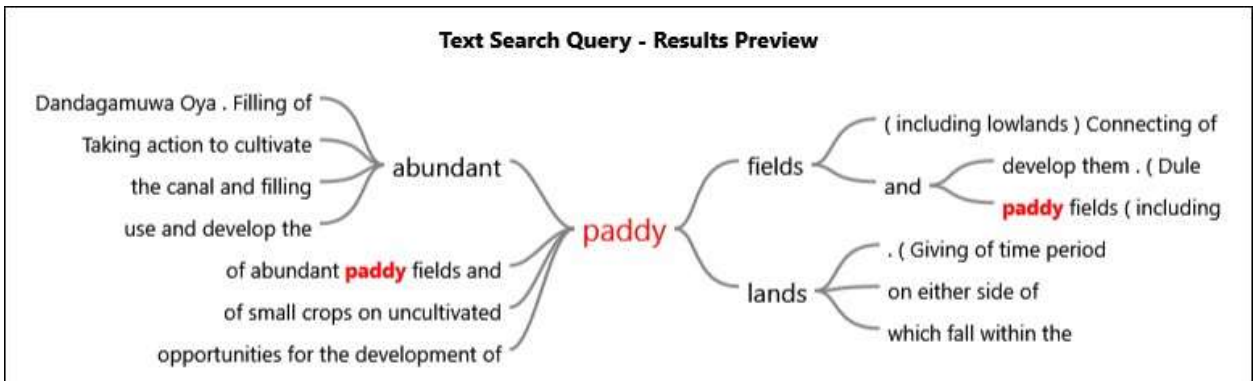 Text Search Query - Results Preview
Dandagamuwa Oya . Filling of
Taking action to cultivate
the canal and filling
use and develop the
abundant
of abundant paddy fields and
of small crops on uncultivated
opportunities for the development of
paddy
fields
( including lowlands ) Connecting of
and
develop them . ( Dule
paddy fields ( including
lands
. ( Giving of time period
on either side of
which fall within the